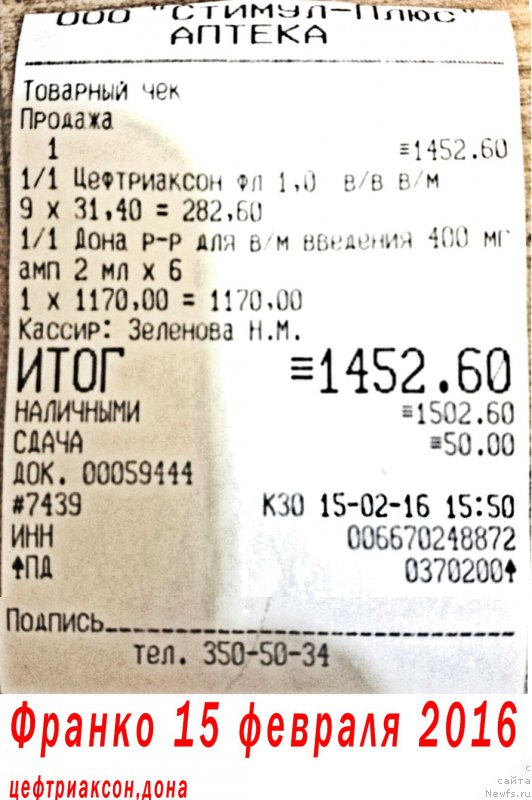 ООО "СТИМУЛ-Плюс"
АПТЕКА
Товарный чек
Продажа
1 ≡1452.60
1/1 Цефтриаксон фл 1,0 в/в в/м
9 х 31,40 = 282,60
1/1 Дона р-р для в/м введения 400 мг
амп 2 мл х 6
1 х 1170,00 = 1170,00
Кассир: Зеленова Н.М.
ИТОГ ≡1452.60
НАЛИЧНЫМИ ≡1502.60
СДАЧА ≡50.00
ДОК. 00059444
#7439 К30 15-02-16 15:50
ИНН 006670248872
↑ПД 0370200↑
Подпись
тел. 350-50-34
Франко 15 февраля 2016
цефтриаксон,дона
с
сайта
Newfs.ru